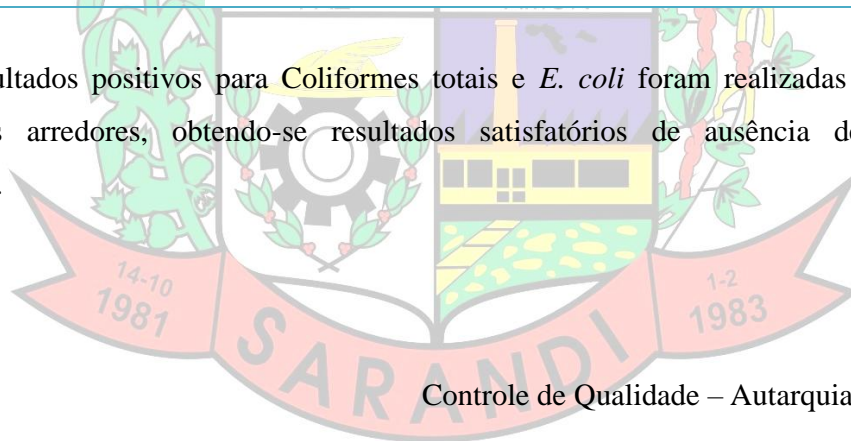 ultados positivos para Coliformes totais e E. coli foram realizadas
s arredores, obtendo-se resultados satisfatórios de ausência de
14-10
1981
1-2
1983
SARANDI
Controle de Qualidade – Autarquia